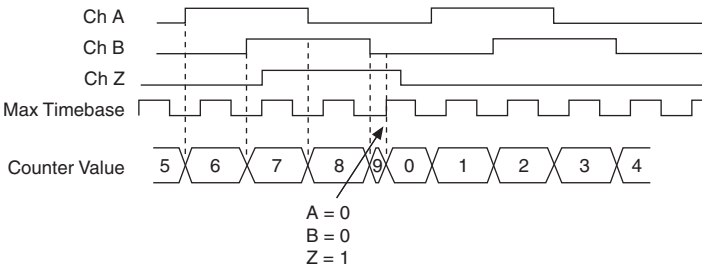 Ch A
Ch B
Ch Z
Max Timebase
Counter Value 5 6 7 8 9 0 1 2 3 4
A = 0
B = 0
Z = 1